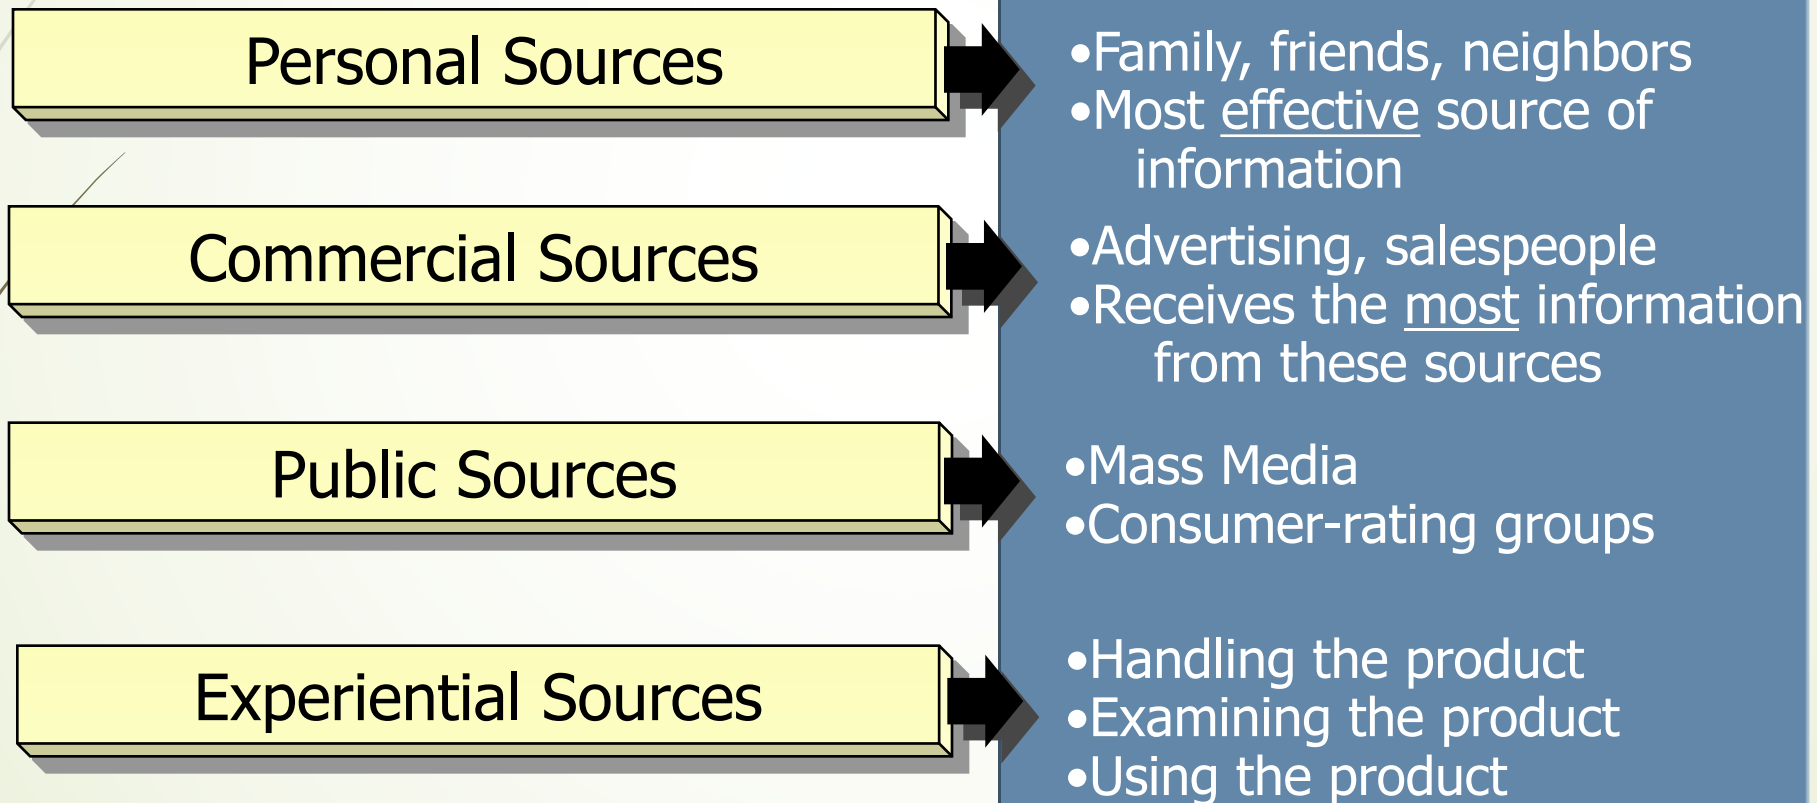 Personal Sources
•Family, friends, neighbors
•Most effective source of
information
Commercial Sources
•Advertising, salespeople
•Receives the most information
from these sources
Public Sources
•Mass Media
•Consumer-rating groups
Experiential Sources
•Handling the product
•Examining the product
•Using the product